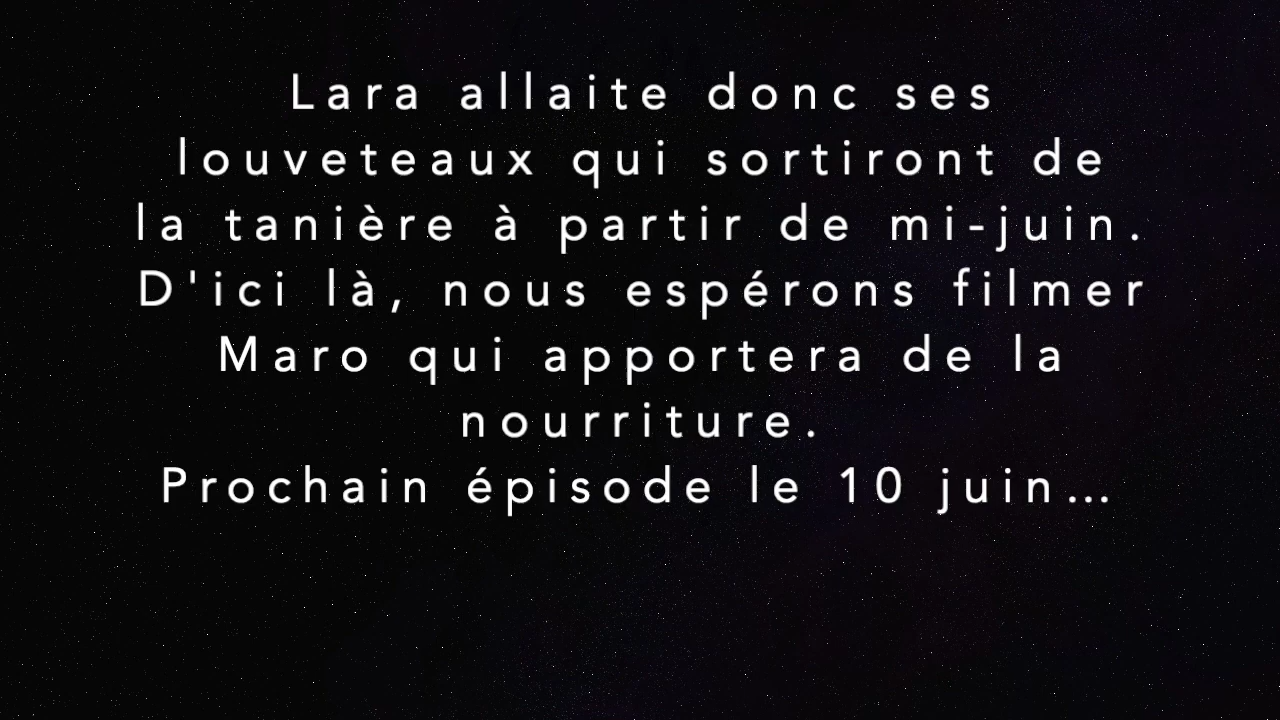 Lara allaite donc ses
louveteaux qui sortiront de
la tanière à partir de mi-juin.
D'ici là, nous espérons filmer
Maro qui apportera de la
nourriture.
Prochain épisode le 10 juin...